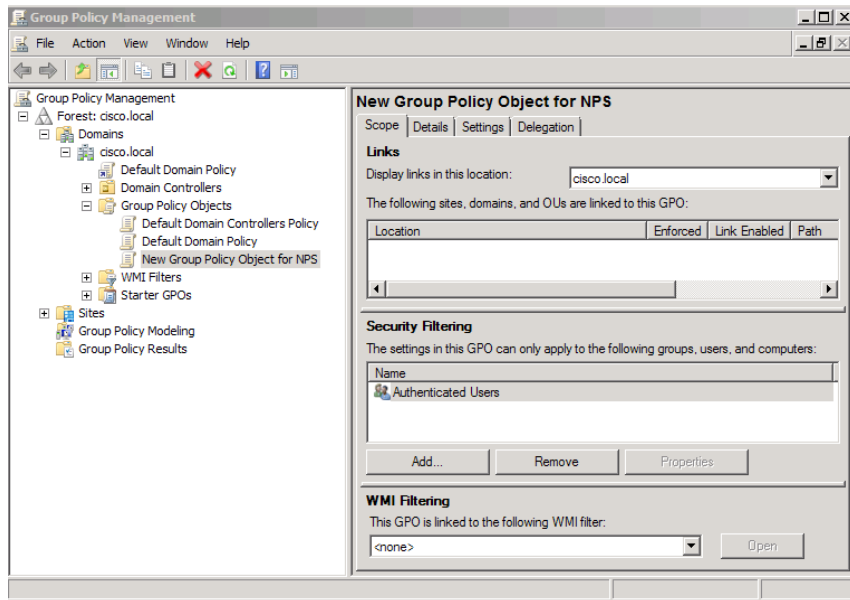 Group Policy Management
File Action View Window Help
Group Policy Management
Forest: cisco.local
Domains
cisco.local
Default Domain Policy
Domain Controllers
Group Policy Objects
Default Domain Controllers Policy
Default Domain Policy
New Group Policy Object for NPS
WMI Filters
Starter GPOs
Sites
Group Policy Modeling
Group Policy Results
New Group Policy Object for NPS
Scope Details Settings Delegation
Links
Display links in this location: cisco.local
The following sites, domains, and OUs are linked to this GPO:
Location Enforced Link Enabled Path
Security Filtering
The settings in this GPO can only apply to the following groups, users, and computers:
Name
Authenticated Users
Add... Remove Properties
WMI Filtering
This GPO is linked to the following WMI filter:
<none> Open